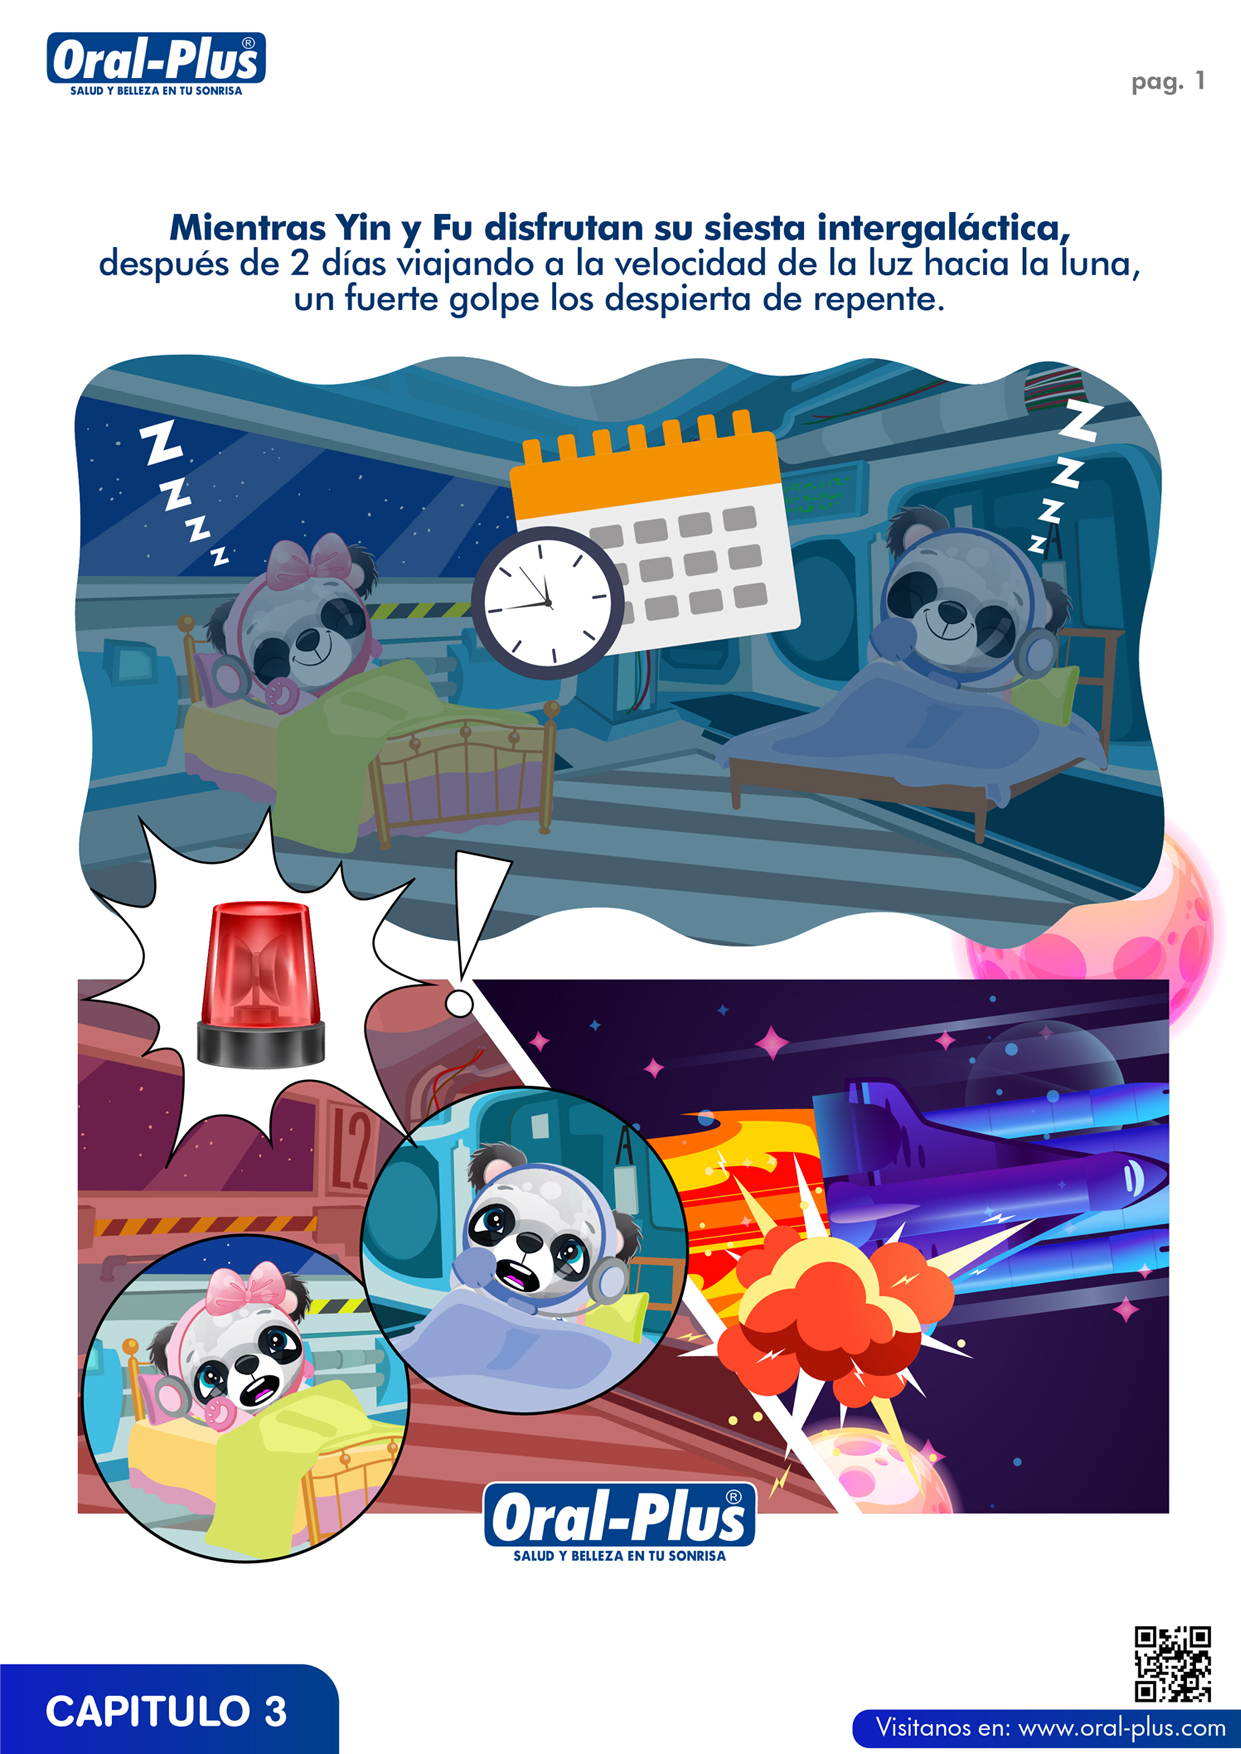 Oral-Plus®
SALUD Y BELLEZA EN TU SONRISA
pag. 1
Mientras Yin y Fu disfrutan su siesta intergaláctica,
después de 2 días viajando a la velocidad de la luz hacia la luna,
un fuerte golpe los despierta de repente.
Z
Z
Z
Z
Z
Z
Z
Z
!
L2
Oral-Plus®
SALUD Y BELLEZA EN TU SONRISA
CAPITULO 3
Visitanos en: www.oral-plus.com